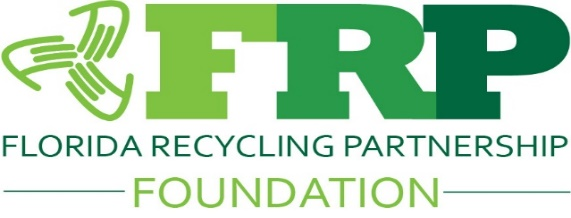 FRP
FLORIDA RECYCLING PARTNERSHIP
FOUNDATION